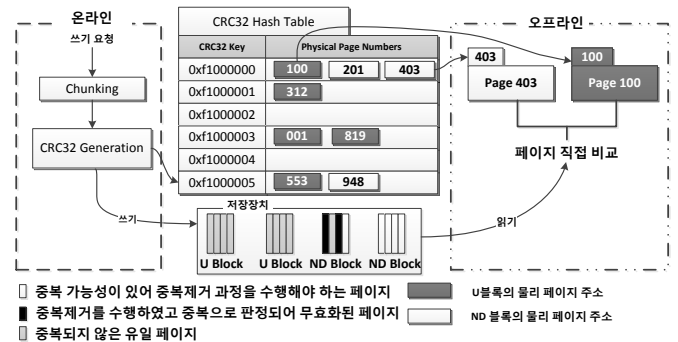 온라인
쓰기 요청
Chunking
CRC32 Generation
쓰기
CRC32 Hash Table
CRC32 Key Physical Page Numbers
0xf1000000 100 201 403
0xf1000001 312
0xf1000002
0xf1000003 001 819
0xf1000004
0xf1000005 553 948
저장장치
U Block U Block ND Block ND Block
읽기
오프라인
403 100
Page 403 Page 100
페이지 직접 비교
중복 가능성이 있어 중복제거 과정을 수행해야 하는 페이지
중복제거를 수행하였고 중복으로 판정되어 무효화된 페이지
중복되지 않은 유일 페이지
U블록의 물리 페이지 주소
ND 블록의 물리 페이지 주소